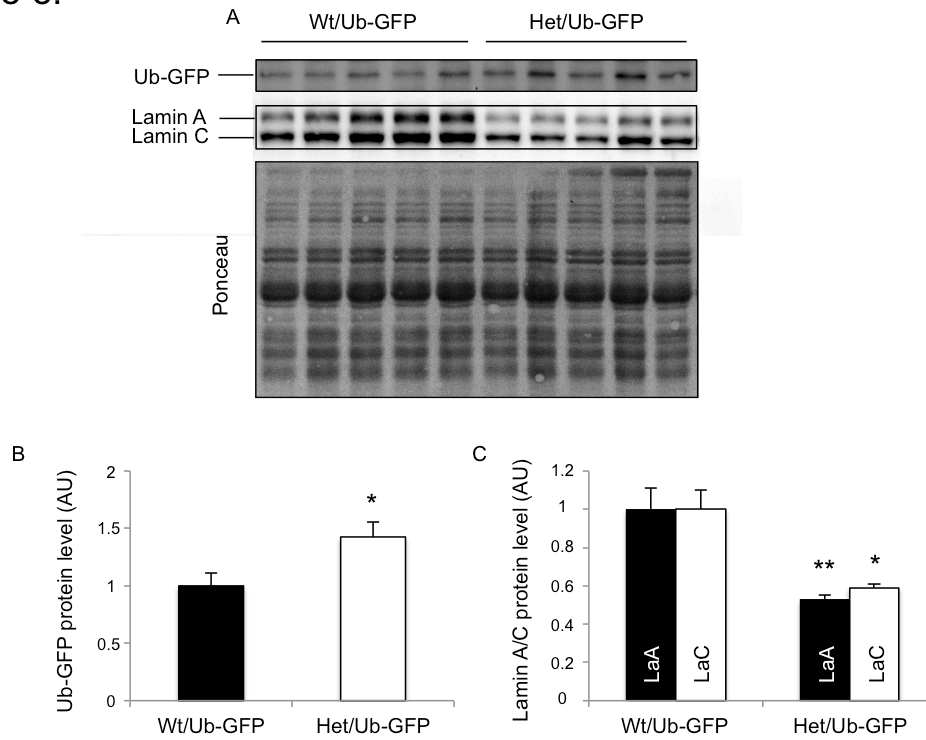 A
Wt/Ub-GFP Het/Ub-GFP
Ub-GFP
Lamin A
Lamin C
Ponceau
B
Ub-GFP protein level (AU)
2
1.5
1
0.5
0
*
Wt/Ub-GFP Het/Ub-GFP
C
Lamin A/C protein level (AU)
1.2
1
0.8
0.6
0.4
0.2
0
** *
LaA LaC LaA LaC
Wt/Ub-GFP Het/Ub-GFP